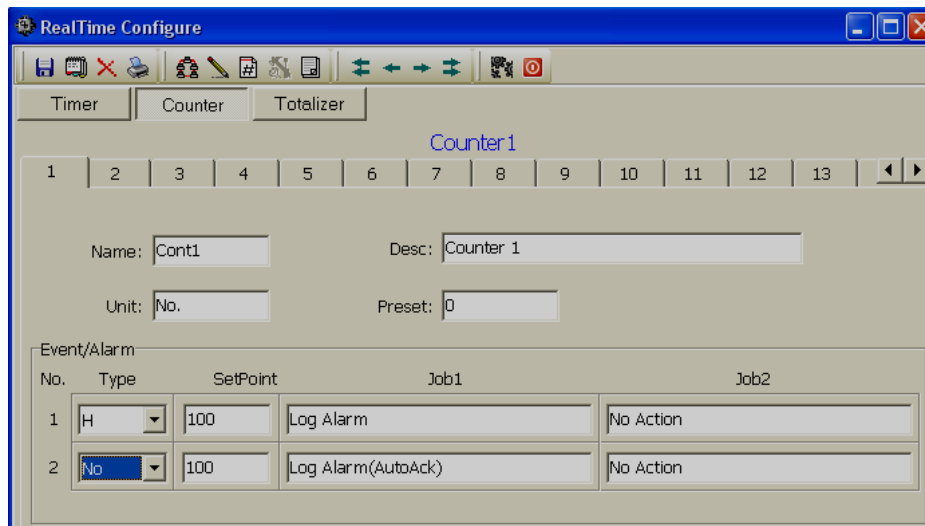 RealTime Configure
Timer Counter Totalizer
Counter1
1 2 3 4 5 6 7 8 9 10 11 12 13
Name: Cont1 Desc: Counter 1
Unit: No. Preset: 0
Event/Alarm
No. Type SetPoint Job1 Job2
1 H 100 Log Alarm No Action
2 No 100 Log Alarm(AutoAck) No Action